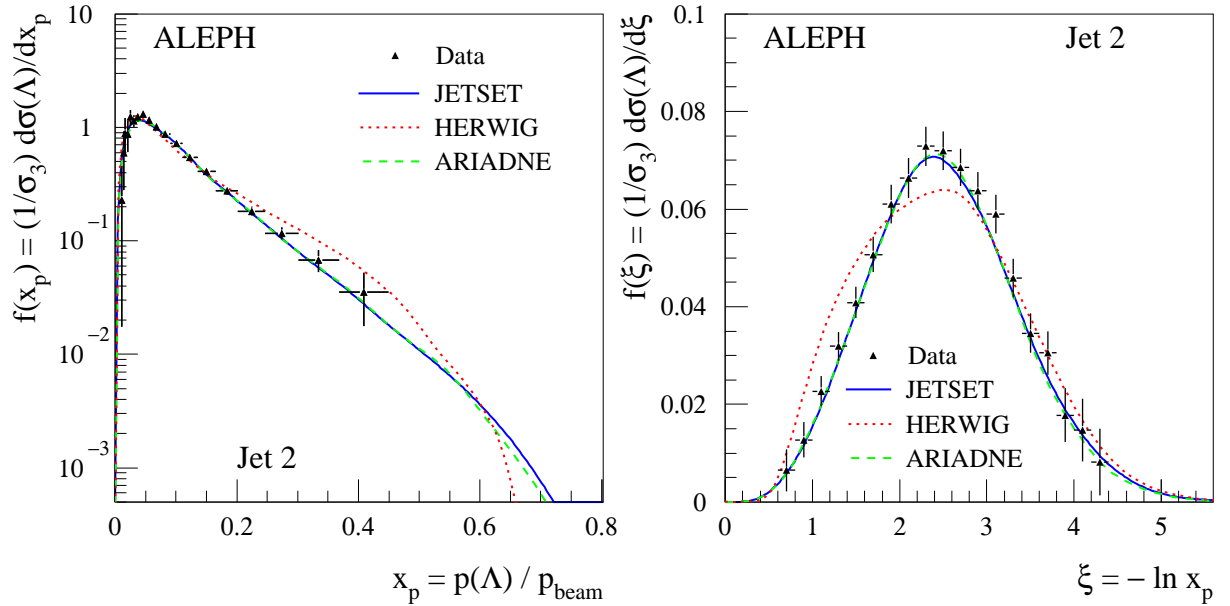 f(x_p) = (1/σ_3) dσ(Λ)/dx_p
10
1
10^-1
10^-2
10^-3
ALEPH
Data
JETSET
HERWIG
ARIADNE
Jet 2
0
0.2
0.4
0.6
0.8
x_p = p(Λ) / p_beam
f(ξ) = (1/σ_3) dσ(Λ)/dξ
0.1
0.08
0.06
0.04
0.02
0
ALEPH
Jet 2
Data
JETSET
HERWIG
ARIADNE
0
1
2
3
4
5
ξ = − ln x_p